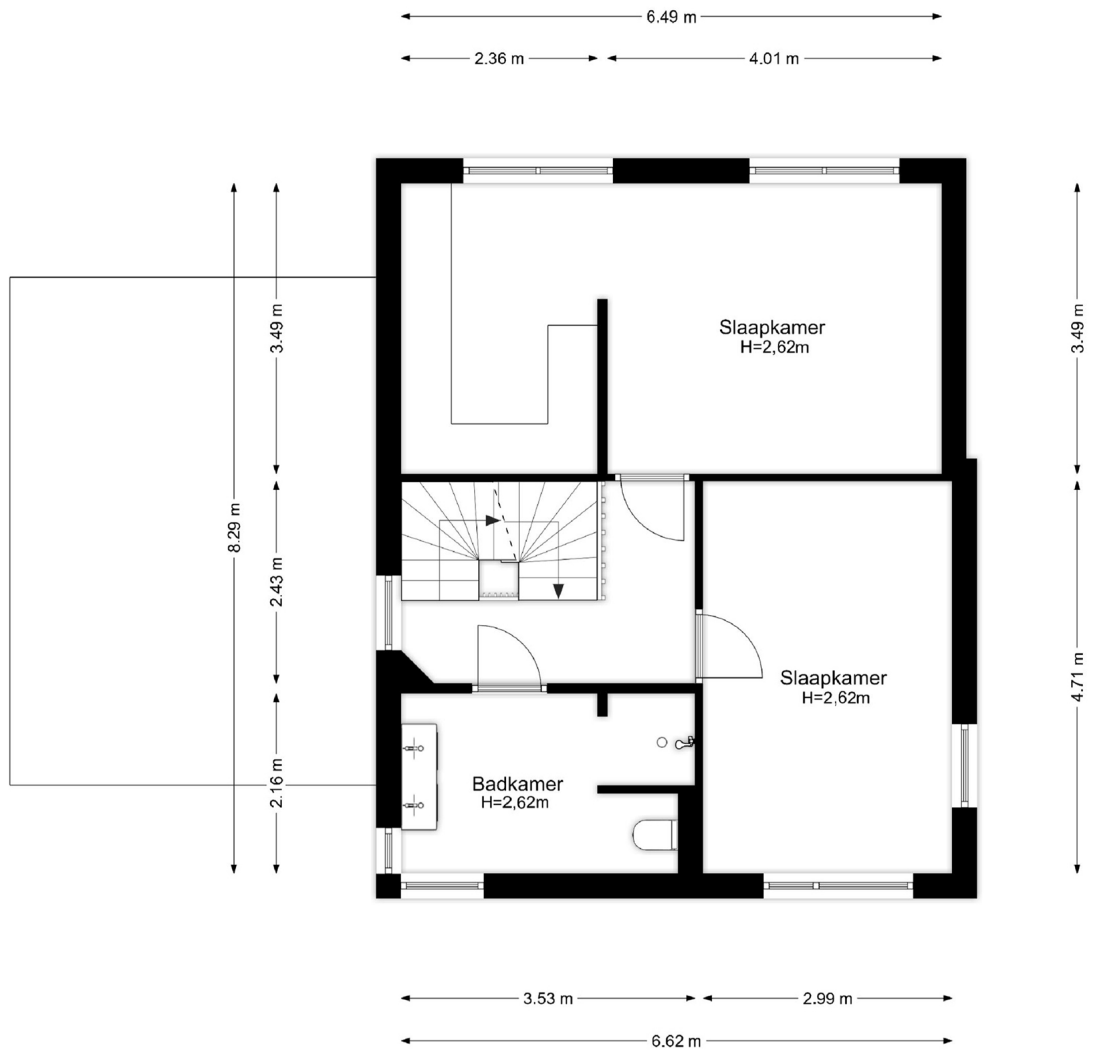 6.49 m
2.36 m
4.01 m
3.49 m
3.49 m
Slaapkamer
H=2,62m
8.29 m
2.43 m
4.71 m
Slaapkamer
H=2,62m
2.16 m
Badkamer
H=2,62m
3.53 m
2.99 m
6.62 m